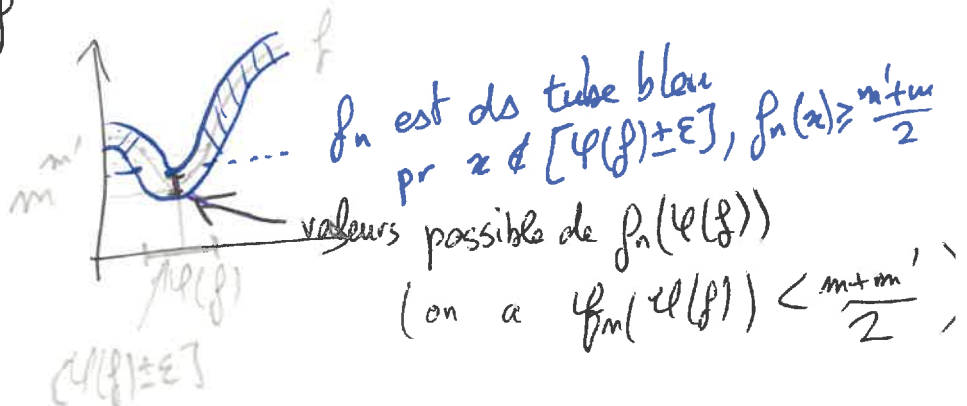 f
f
fn est ds tube bleu
pr x ∉ [φ(f)±ε], fn(x) ≥ (m'+m)/2
m'
m
valeurs possible de fn(φ(f))
φ(f)
(on a fn(φ(f)) < (m+m')/2)
[φ(f)±ε]